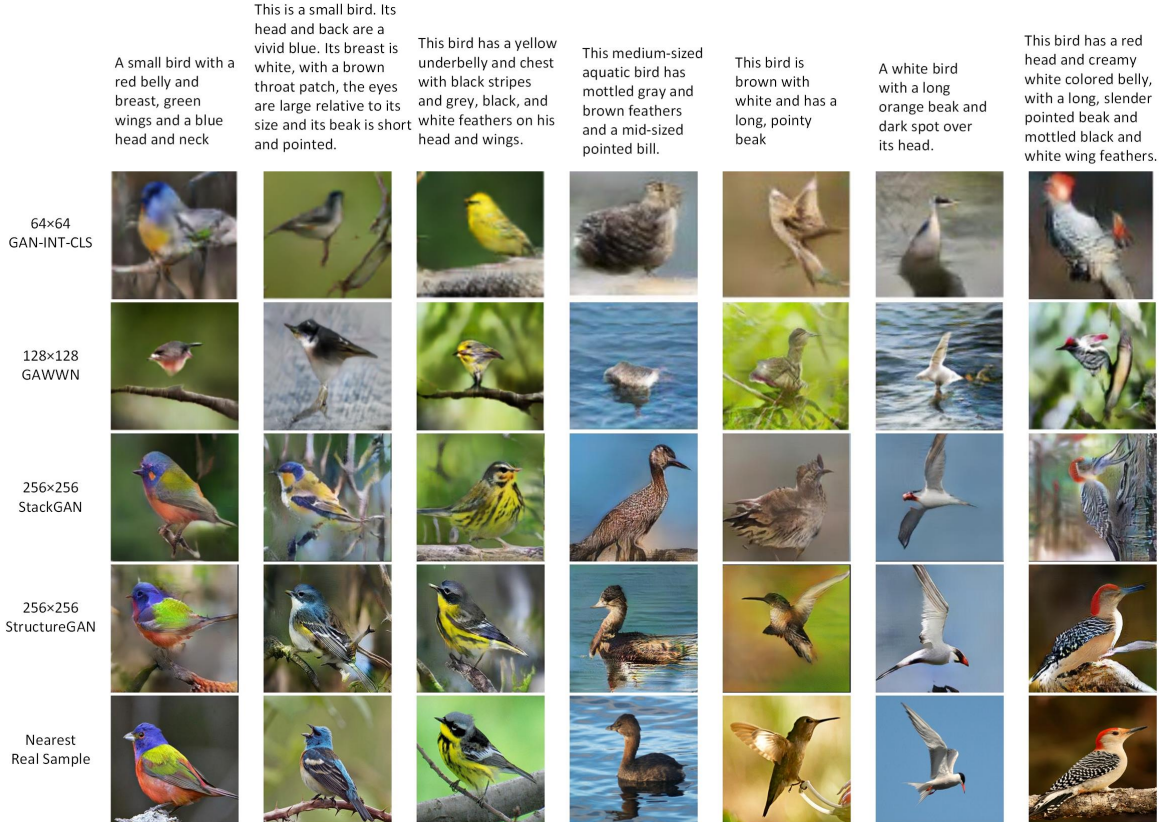 A small bird with a
red belly and
breast, green
wings and a blue
head and neck
This is a small bird. Its
head and back are a
vivid blue. Its breast is
white, with a brown
throat patch, the eyes
are large relative to its
size and its beak is short
and pointed.
This bird has a yellow
underbelly and chest
with black stripes
and grey, black, and
white feathers on his
head and wings.
This medium-sized
aquatic bird has
mottled gray and
brown feathers
and a mid-sized
pointed bill.
This bird is
brown with
white and has a
long, pointy
beak
A white bird
with a long
orange beak and
dark spot over
its head.
This bird has a red
head and creamy
white colored belly,
with a long, slender
pointed beak and
mottled black and
white wing feathers.
64×64
GAN-INT-CLS
128×128
GAWWN
256×256
StackGAN
256×256
StructureGAN
Nearest
Real Sample